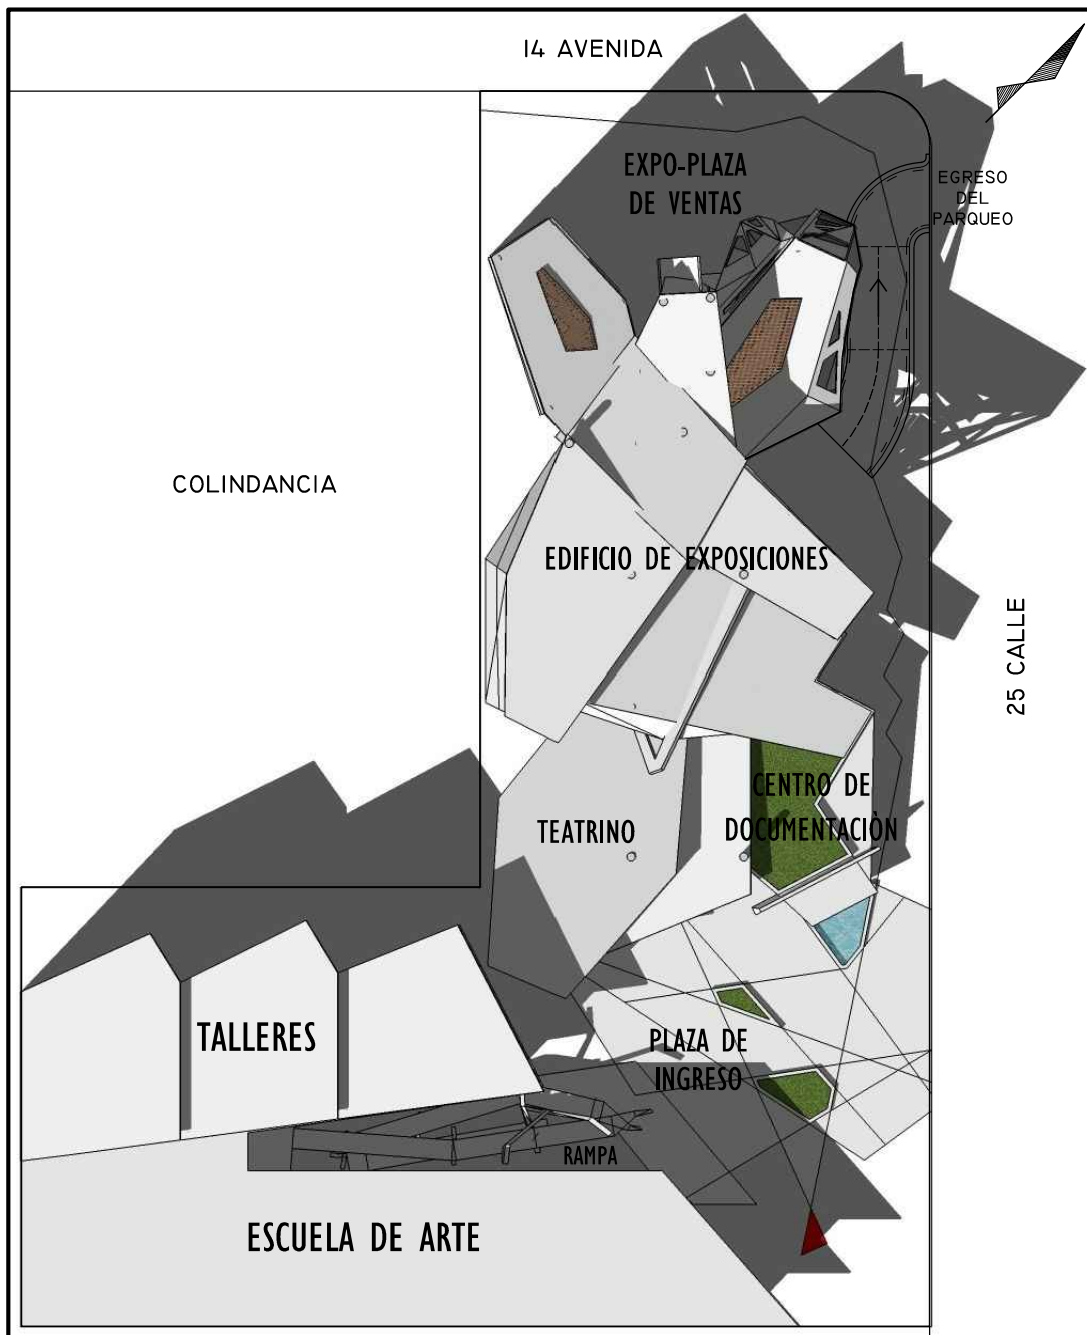 14 AVENIDA
EXPO-PLAZA
DE VENTAS
EGRESO
DEL
PARQUEO
COLINDANCIA
EDIFICIO DE EXPOSICIONES
25 CALLE
CENTRO DE
DOCUMENTACIÒN
TEATRINO
TALLERES
PLAZA DE
INGRESO
RAMPA
ESCUELA DE ARTE